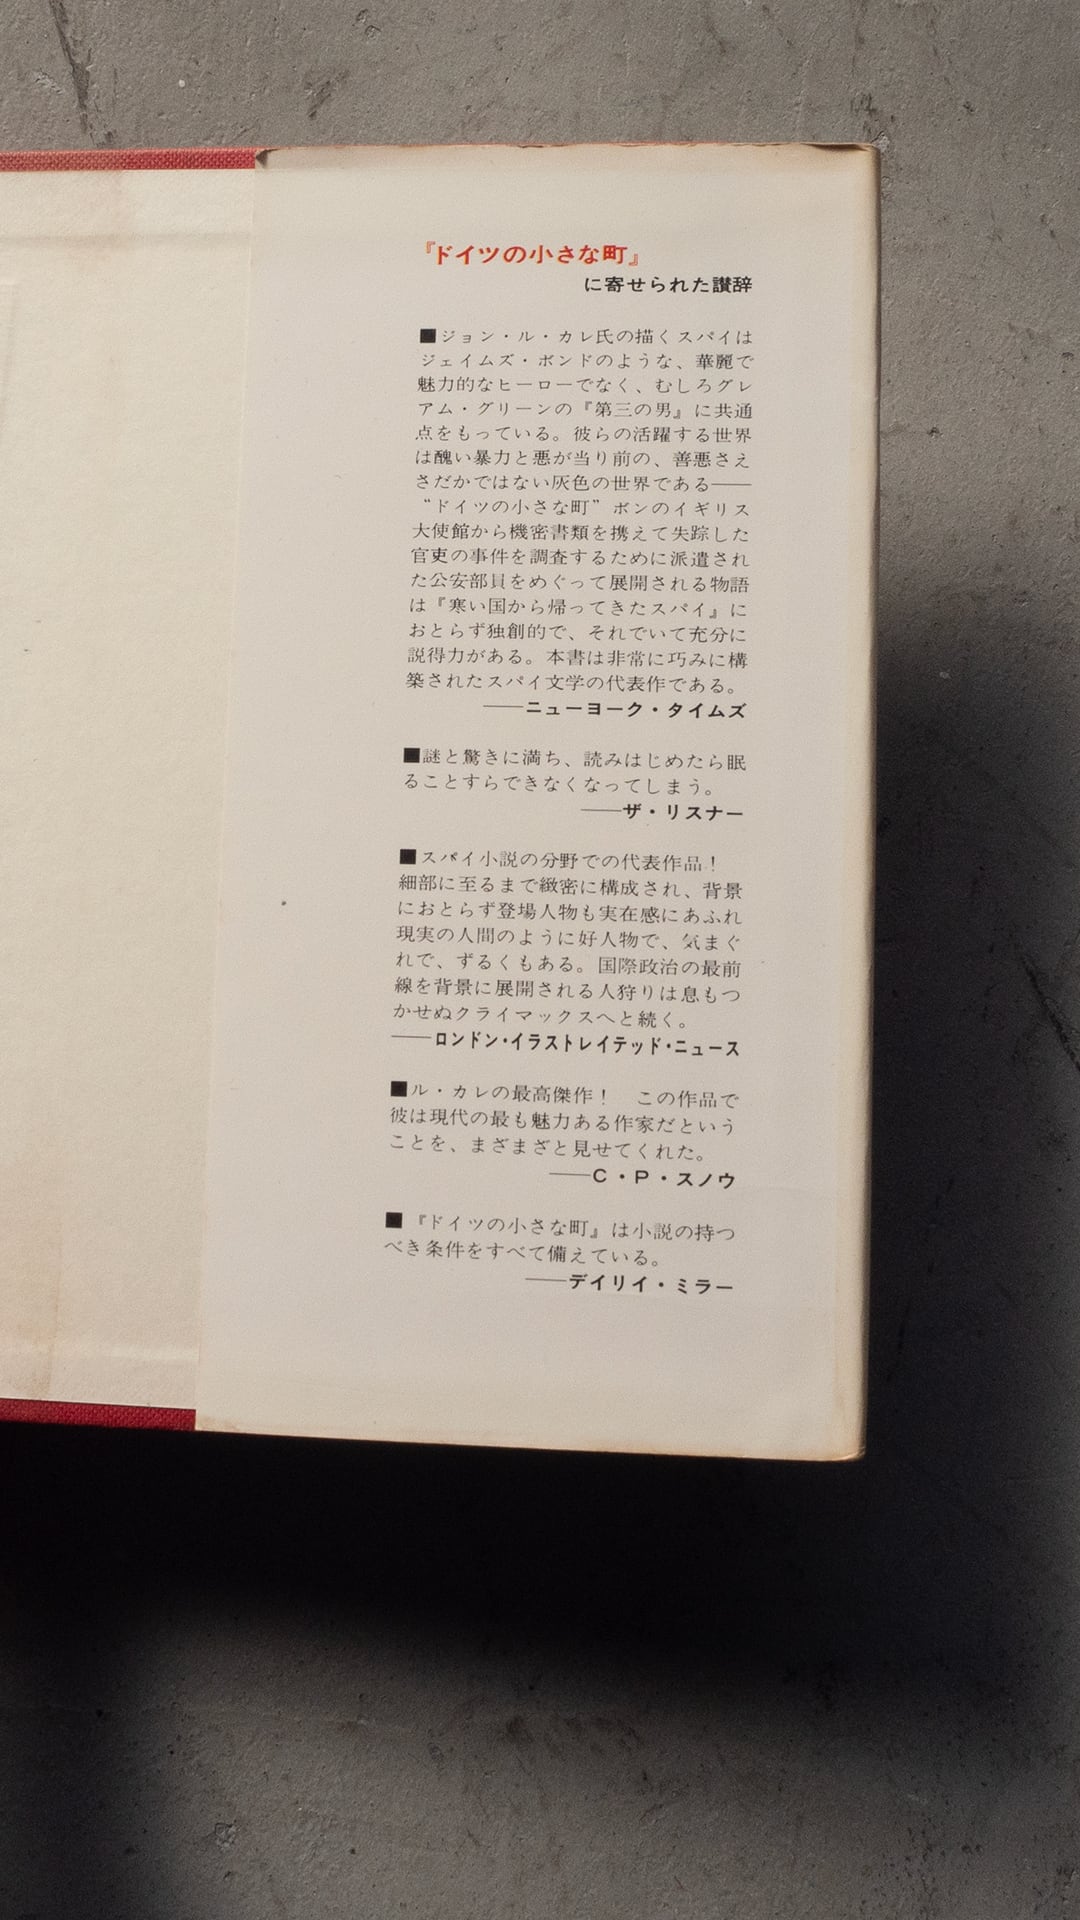 『ドイツの小さな町』
に寄せられた讃辞
■ジョン・ル・カレ氏の描くスパイは
ジェイムズ・ボンドのような、華麗で
魅力的なヒーローでなく、むしろグレ
アム・グリーンの『第三の男』に共通
点をもっている。彼らの活躍する世界
は醜い暴力と悪が当り前の、善悪さえ
さだかではない灰色の世界である――
“ドイツの小さな町”ボンのイギリス
大使館から機密書類を携えて失踪した
官吏の事件を調査するために派遣され
た公安部員をめぐって展開される物語
は『寒い国から帰ってきたスパイ』に
おとらず独創的で、それでいて充分に
説得力がある。本書は非常に巧みに構
築されたスパイ文学の代表作である。
――ニューヨーク・タイムズ
■謎と驚きに満ち、読みはじめたら眠
ることすらできなくなってしまう。
――ザ・リスナー
■スパイ小説の分野での代表作品！
細部に至るまで緻密に構成され、背景
におとらず登場人物も実在感にあふれ
現実の人間のように好人物で、気まぐ
れで、ずるくもある。国際政治の最前
線を背景に展開される人狩りは息もつ
かせぬクライマックスへと続く。
――ロンドン・イラストレイテッド・ニュース
■ル・カレの最高傑作！　この作品で
彼は現代の最も魅力ある作家だという
ことを、まざまざと見せてくれた。
――C・P・スノウ
■『ドイツの小さな町』は小説の持つ
べき条件をすべて備えている。
――デイリイ・ミラー